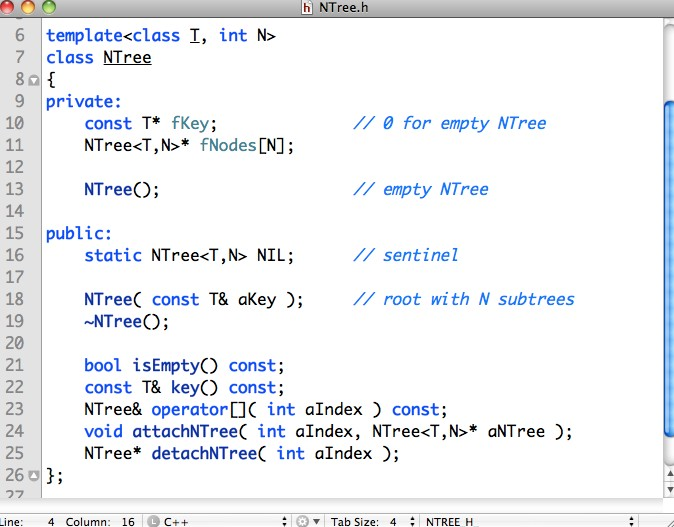 NTree.h
6 template<class T, int N>
7 class NTree
8 {
9 private:
10 const T* fKey; // 0 for empty NTree
11 NTree<T,N>* fNodes[N];
12
13 NTree(); // empty NTree
14
15 public:
16 static NTree<T,N> NIL; // sentinel
17
18 NTree( const T& aKey ); // root with N subtrees
19 ~NTree();
20
21 bool isEmpty() const;
22 const T& key() const;
23 NTree& operator[]( int aIndex ) const;
24 void attachNTree( int aIndex, NTree<T,N>* aNTree );
25 NTree* detachNTree( int aIndex );
26 };
27
Line: 4 Column: 16 L C++ Tab Size: 4 NTREE_H_